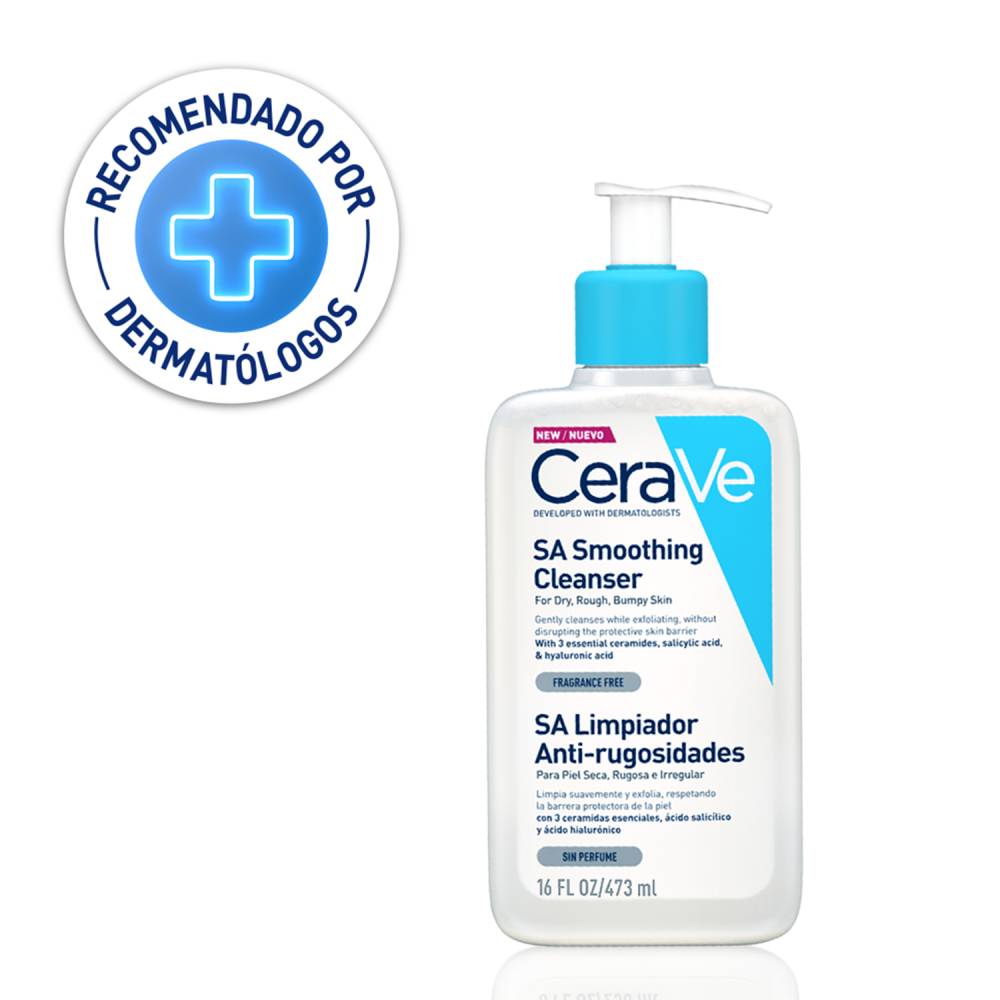 RECOMENDADO POR
DERMATÓLOGOS
NEW / NUEVO
CeraVe
DEVELOPED WITH DERMATOLOGISTS
SA Smoothing
Cleanser
For Dry, Rough, Bumpy Skin
Gently cleanses while exfoliating, without
disrupting the protective skin barrier
With 3 essential ceramides, salicylic acid,
& hyaluronic acid
FRAGRANCE FREE
SA Limpiador
Anti-rugosidades
Para Piel Seca, Rugosa e Irregular
Limpia suavemente y exfolia, respetando
la barrera protectora de la piel
con 3 ceramidas esenciales, ácido salicílico
y ácido hialurónico
SIN PERFUME
16 FL OZ/473 ml